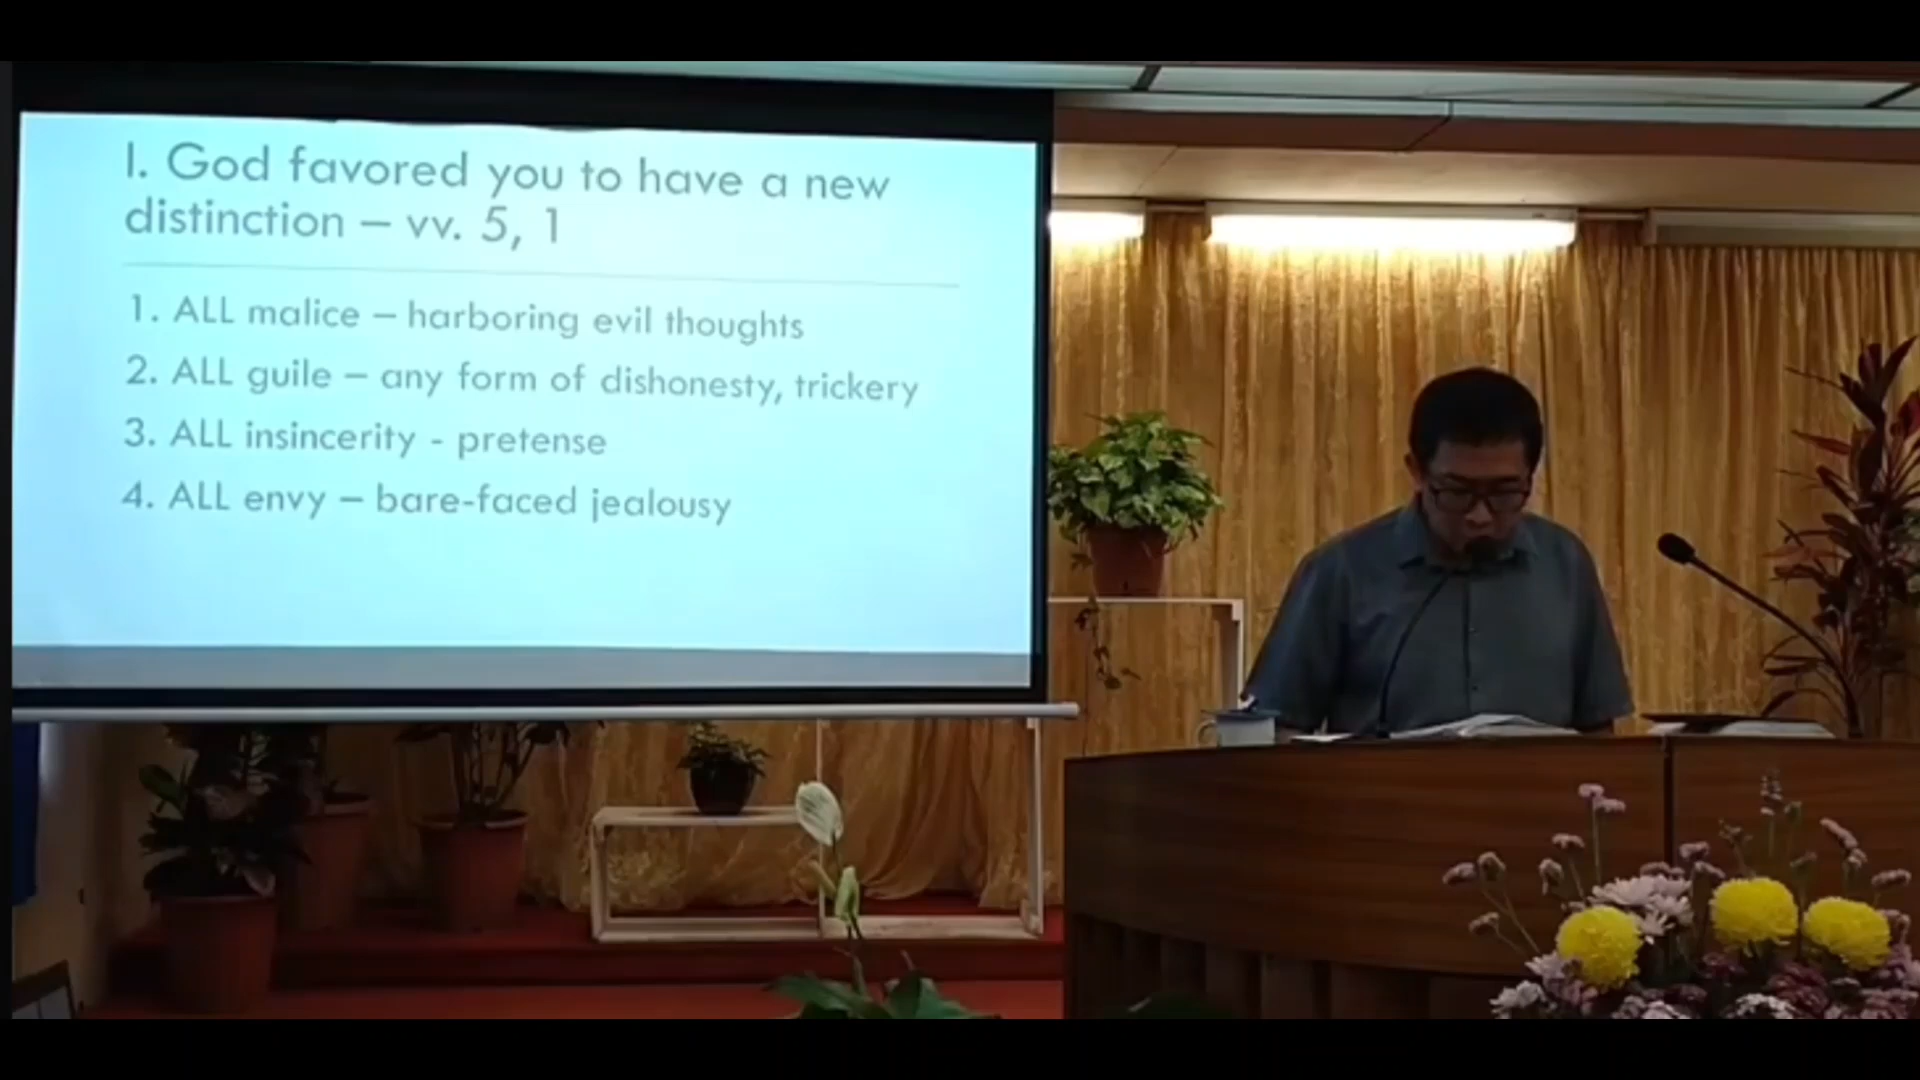 I. God favored you to have a new
distinction – vv. 5, 1
1. ALL malice – harboring evil thoughts
2. ALL guile – any form of dishonesty, trickery
3. ALL insincerity - pretense
4. ALL envy – bare-faced jealousy